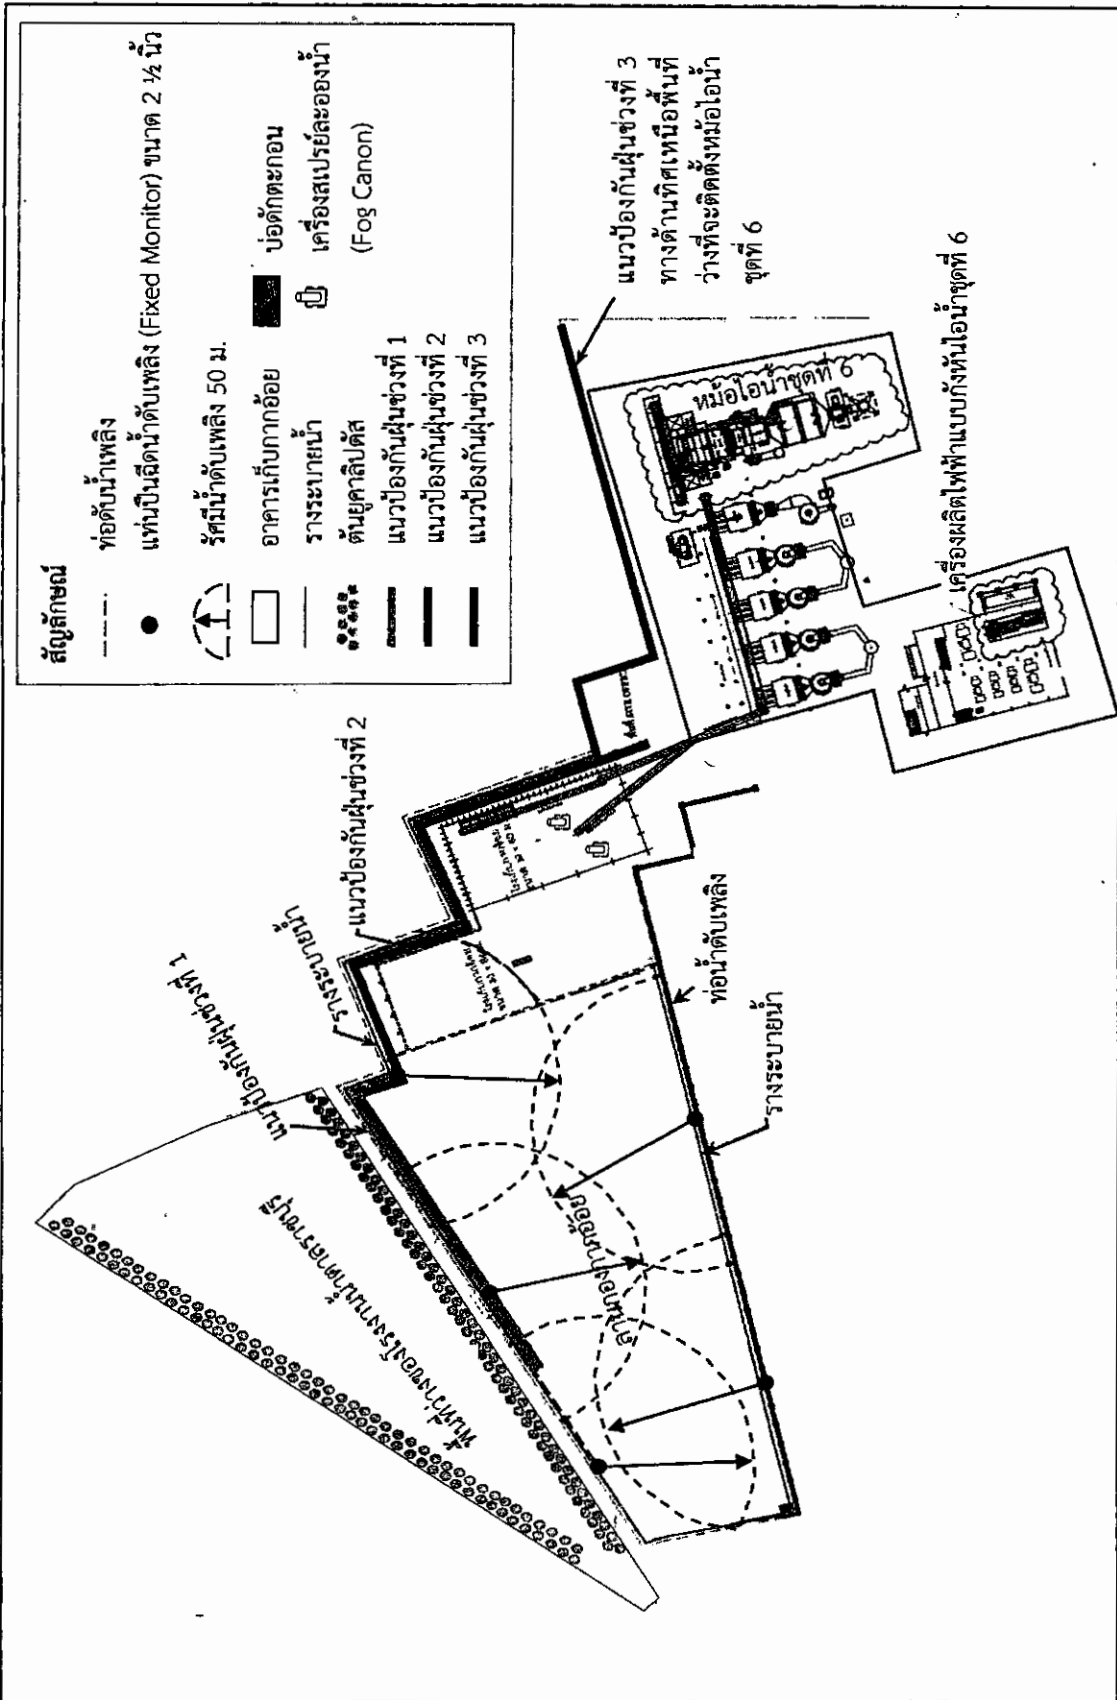 สัญลักษณ์
ท่อดับน้ำเพลิง
แท่นปืนฉีดน้ำดับเพลิง (Fixed Monitor) ขนาด 2 ½ นิ้ว
รัศมีน้ำดับเพลิง 50 ม.
อาคารเก็บกากอ้อย
บ่อดักตะกอน
รางระบายน้ำ
เครื่องสเปรย์ละอองน้ำ
(Fog Canon)
ต้นยูคาลิปตัส
แนวป้องกันฝุ่นช่วงที่ 1
แนวป้องกันฝุ่นช่วงที่ 2
แนวป้องกันฝุ่นช่วงที่ 3
แนวป้องกันฝุ่นช่วงที่ 3
ทางด้านทิศเหนือพื้นที่
ว่างที่จะติดตั้งหม้อไอน้ำ
ชุดที่ 6
แนวป้องกันฝุ่นช่วงที่ 2
รางระบายน้ำ
แนวป้องกันฝุ่นช่วงที่ 1
พื้นที่ว่างของโรงงานน้ำตาลราชบุรี
ลานกองกากอ้อย
หม้อไอน้ำชุดที่ 6
เครื่องผลิตไฟฟ้าแบบกังหันไอน้ำชุดที่ 6
ท่อน้ำดับเพลิง
รางระบายน้ำ